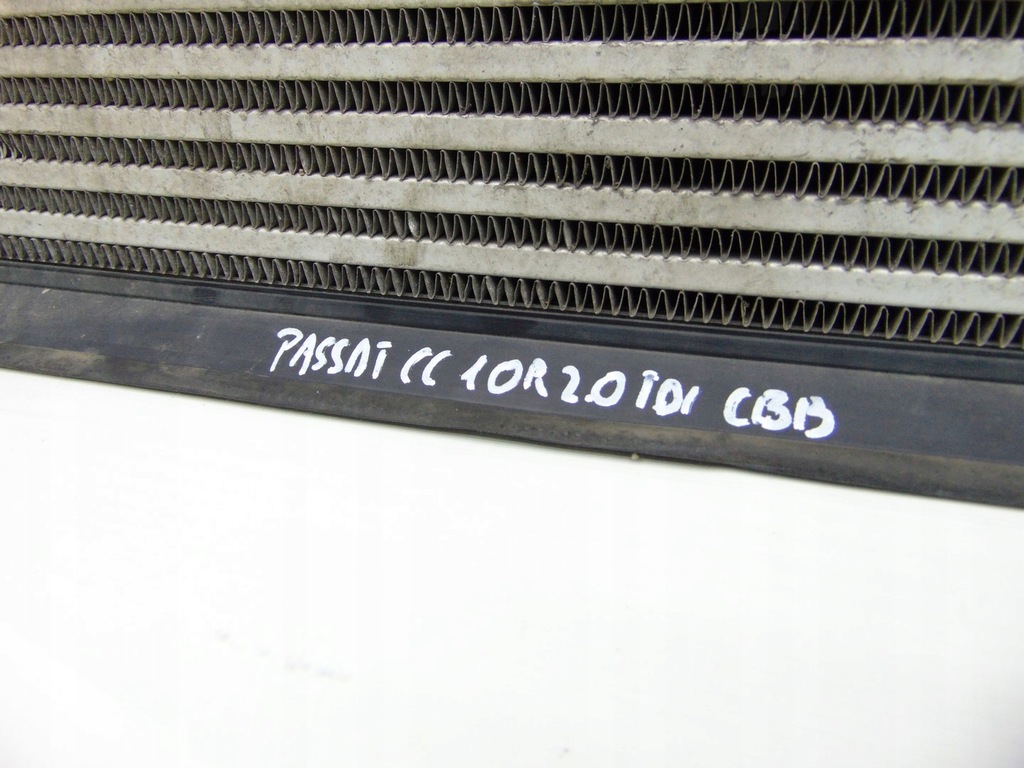 PASSAT CC 10R 2.0 TDI CBB